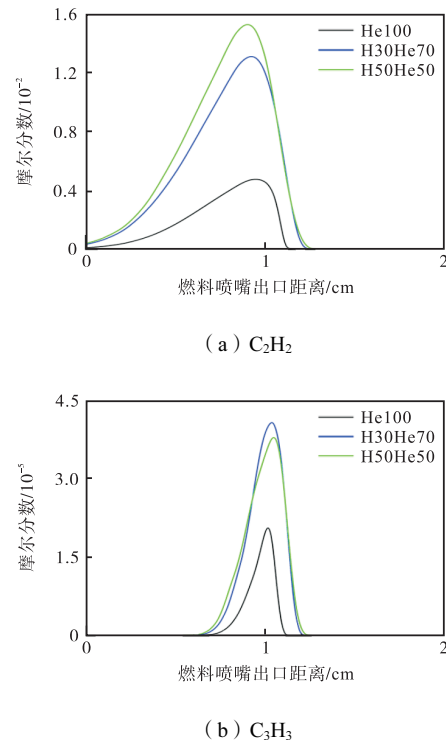 1.6
1.2
0.8
0.4
0
摩尔分数/10⁻²
He100
H30He70
H50He50
0
1
2
燃料喷嘴出口距离/cm
（a）C₂H₂
4.5
3.0
1.5
0
摩尔分数/10⁻⁵
He100
H30He70
H50He50
0
1
2
燃料喷嘴出口距离/cm
（b）C₃H₃